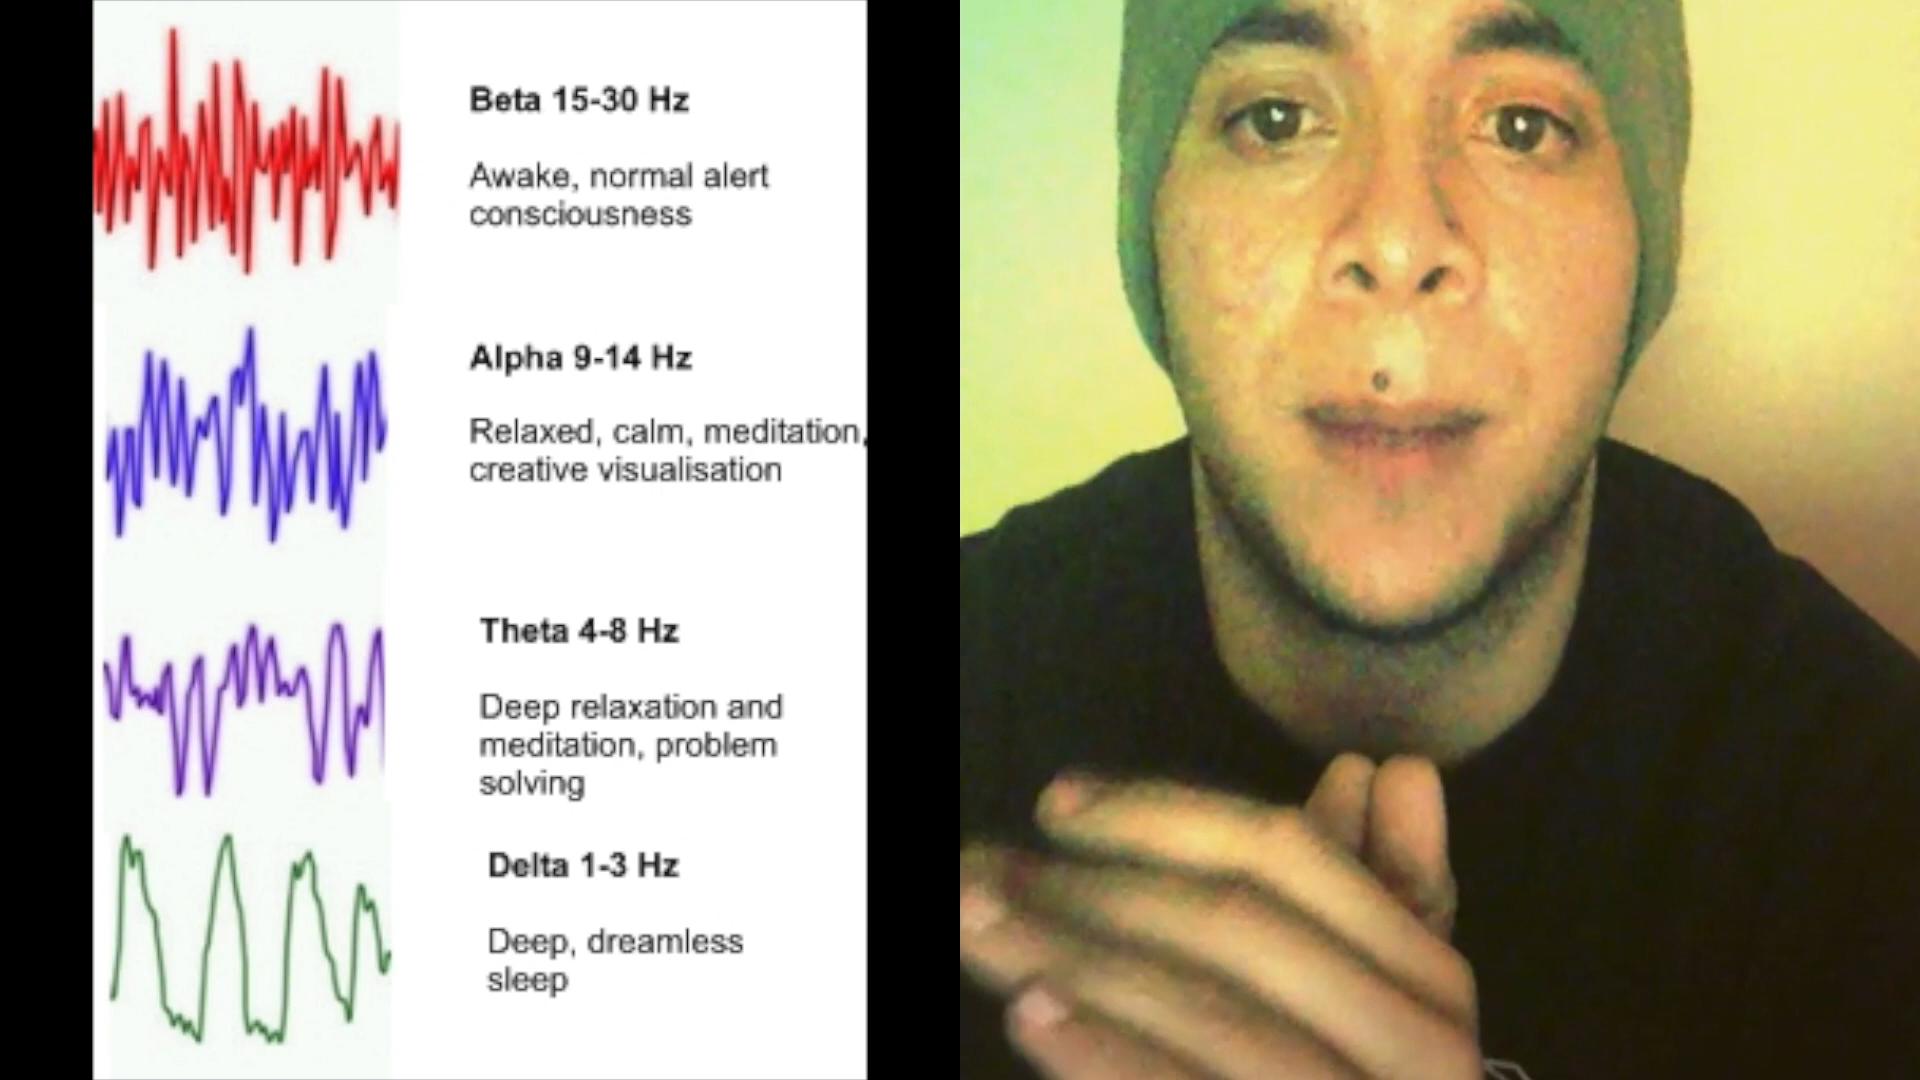 Beta 15-30 Hz
Awake, normal alert
consciousness
Alpha 9-14 Hz
Relaxed, calm, meditation,
creative visualisation
Theta 4-8 Hz
Deep relaxation and
meditation, problem
solving
Delta 1-3 Hz
Deep, dreamless
sleep